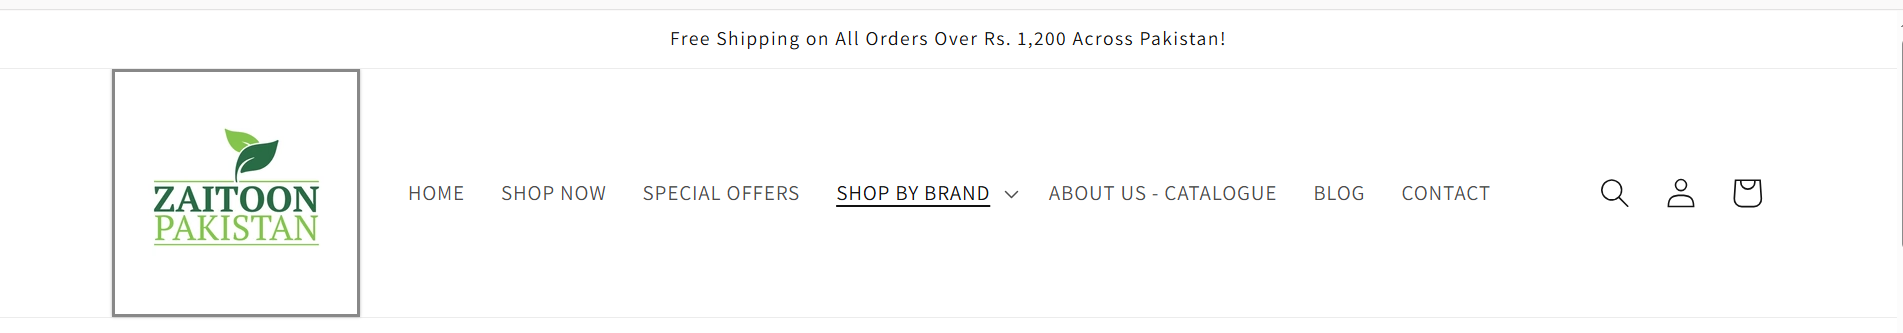 Free Shipping on All Orders Over Rs. 1,200 Across Pakistan!
ZAITOON
PAKISTAN
HOME SHOP NOW SPECIAL OFFERS SHOP BY BRAND ABOUT US - CATALOGUE BLOG CONTACT